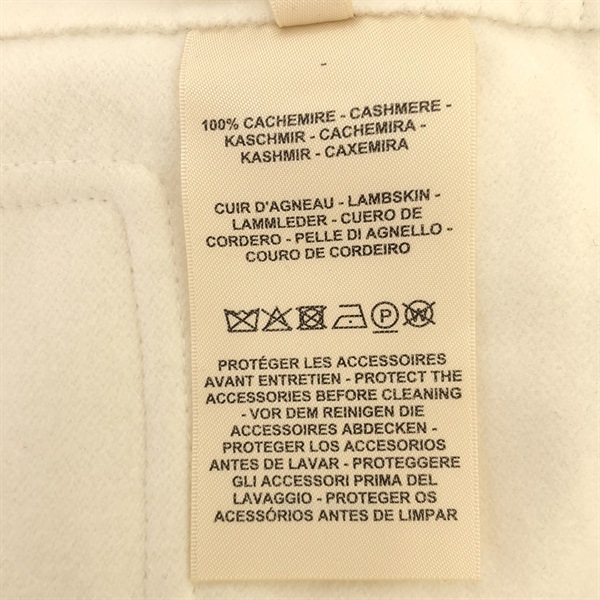 100% CACHEMIRE - CASHMERE -
KASCHMIR - CACHEMIRA -
KASHMIR - CAXEMIRA
CUIR D'AGNEAU - LAMBSKIN -
LAMMLEDER - CUERO DE
CORDERO - PELLE DI AGNELLO -
COURO DE CORDEIRO
P W
PROTÉGER LES ACCESSOIRES
AVANT ENTRETIEN - PROTECT THE
ACCESSORIES BEFORE CLEANING
- VOR DEM REINIGEN DIE
ACCESSOIRES ABDECKEN -
PROTEGER LOS ACCESORIOS
ANTES DE LAVAR - PROTEGGERE
GLI ACCESSORI PRIMA DEL
LAVAGGIO - PROTEGER OS
ACESSÓRIOS ANTES DE LIMPAR